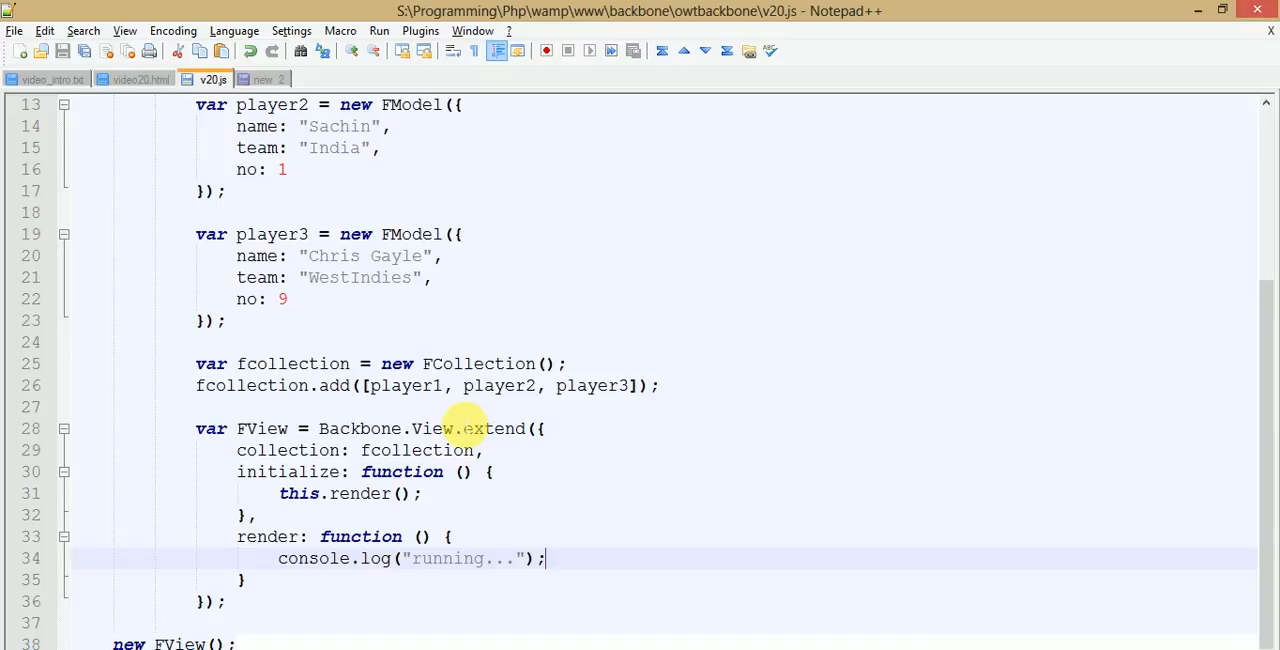 S:\Programming\Php\wamp\www\backbone\owtbackbone\v20.js - Notepad++
File Edit Search View Encoding Language Settings Macro Run Plugins Window ? X
video_intro.txt video20.html v20.js new 2
13 var player2 = new FModel({
14 name: "Sachin",
15 team: "India",
16 no: 1
17 });
18
19 var player3 = new FModel({
20 name: "Chris Gayle",
21 team: "WestIndies",
22 no: 9
23 });
24
25 var fcollection = new FCollection();
26 fcollection.add([player1, player2, player3]);
27
28 var FView = Backbone.View.extend({
29 collection: fcollection,
30 initialize: function () {
31 this.render();
32 },
33 render: function () {
34 console.log("running...");
35 }
36 });
37
38 new FView();